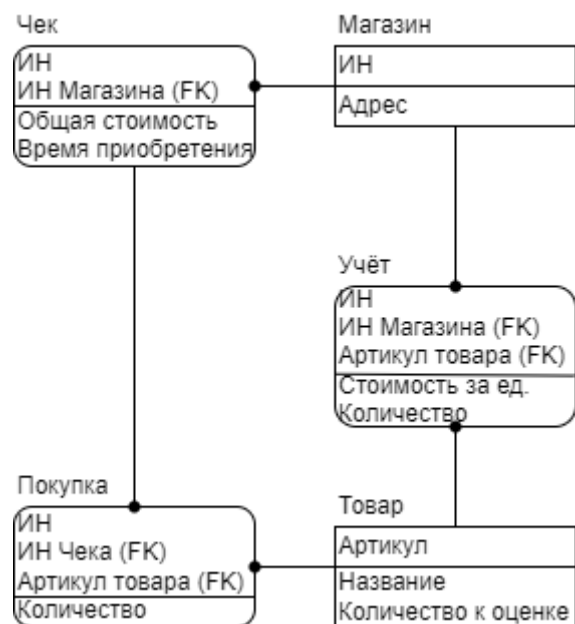 Чек
ИН
ИН Магазина (FK)
Общая стоимость
Время приобретения
Магазин
ИН
Адрес
Учёт
ИН
ИН Магазина (FK)
Артикул товара (FK)
Стоимость за ед.
Количество
Покупка
ИН
ИН Чека (FK)
Артикул товара (FK)
Количество
Товар
Артикул
Название
Количество к оценке